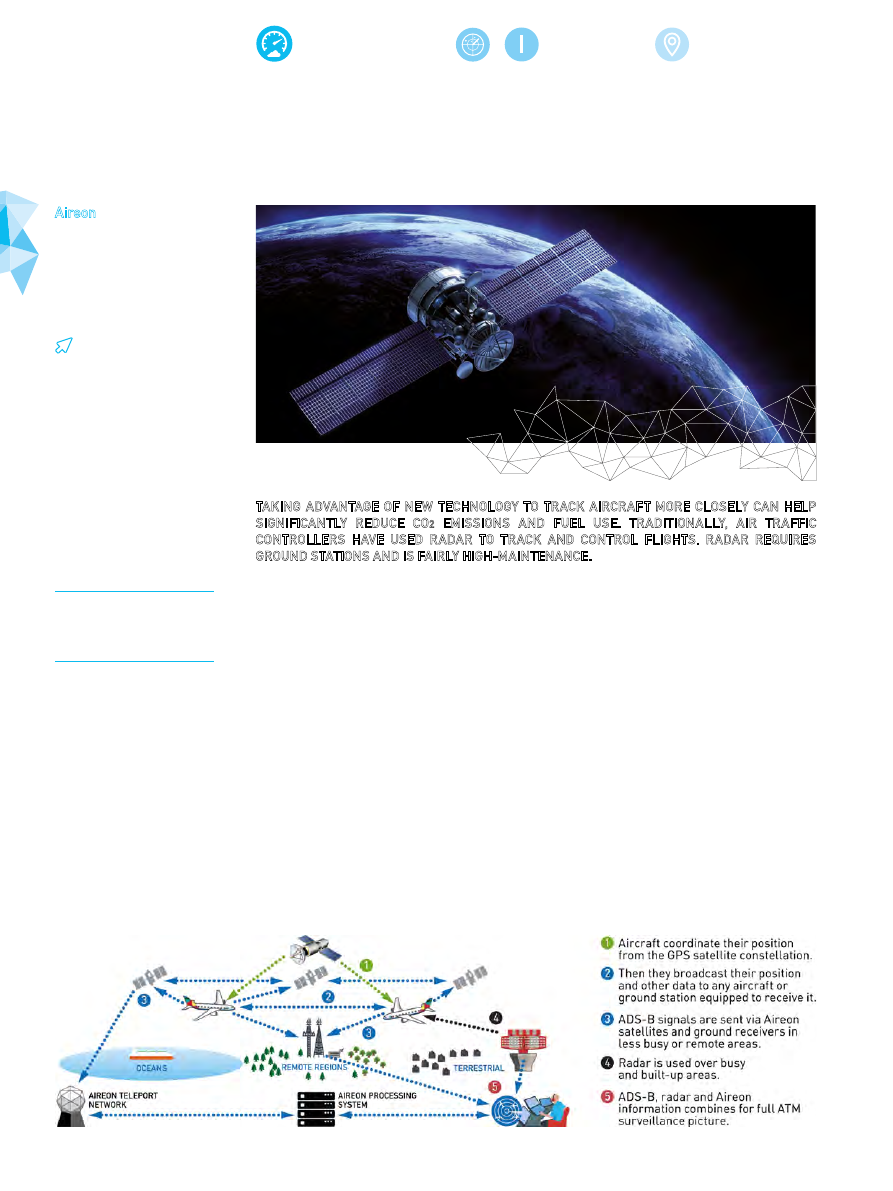 Aireon
TAKING ADVANTAGE OF NEW TECHNOLOGY TO TRACK AIRCRAFT MORE CLOSELY CAN HELP
SIGNIFICANTLY REDUCE CO₂ EMISSIONS AND FUEL USE. TRADITIONALLY, AIR TRAFFIC
CONTROLLERS HAVE USED RADAR TO TRACK AND CONTROL FLIGHTS. RADAR REQUIRES
GROUND STATIONS AND IS FAIRLY HIGH-MAINTENANCE.
1
3
2
3
4
OCEANS
REMOTE REGIONS
TERRESTRIAL
5
AIREON TELEPORT
NETWORK
AIREON PROCESSING
SYSTEM
1 Aircraft coordinate their position
from the GPS satellite constellation.
2 Then they broadcast their position
and other data to any aircraft or
ground station equipped to receive it.
3 ADS-B signals are sent via Aireon
satellites and ground receivers in
less busy or remote areas.
4 Radar is used over busy
and built-up areas.
5 ADS-B, radar and Aireon
information combines for full ATM
surveillance picture.